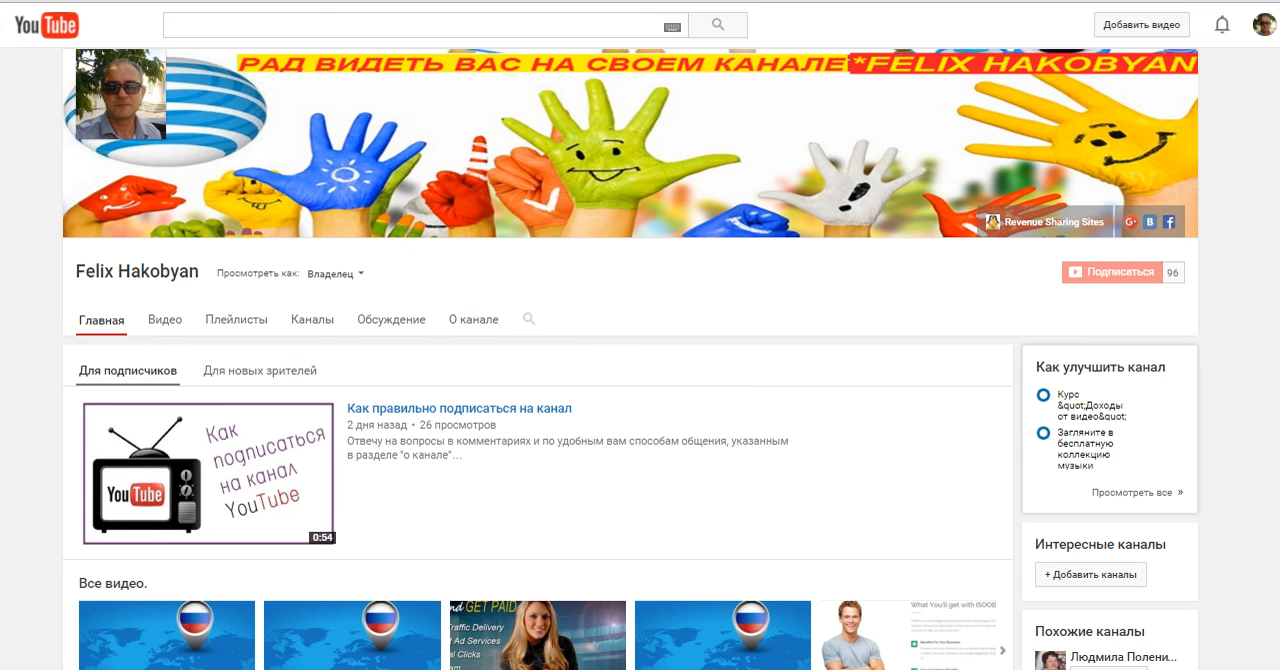 YouTube
Добавить видео
РАД ВИДЕТЬ ВАС НА СВОЕМ КАНАЛЕ*FELIX HAKOBYAN
Revenue Sharing Sites
Felix Hakobyan
Просмотреть как: Владелец
Подписаться 96
Главная Видео Плейлисты Каналы Обсуждение О канале
Для подписчиков Для новых зрителей
Как
подписаться
на канал
YouTube
YouTube
0:54
Как правильно подписаться на канал
2 дня назад • 26 просмотров
Отвечу на вопросы в комментариях и по удобным вам способам общения, указанным
в разделе "о канале"...
Все видео.
nd GET PAID
Traffic Delivery
t Ad Services
al Clicks
What You'll get with ISOOB
Как улучшить канал
Курс
&quot;Доходы
от видео&quot;
Загляните в
бесплатную
коллекцию
музыки
Просмотреть все »
Интересные каналы
+ Добавить каналы
Похожие каналы
Людмила Полени...